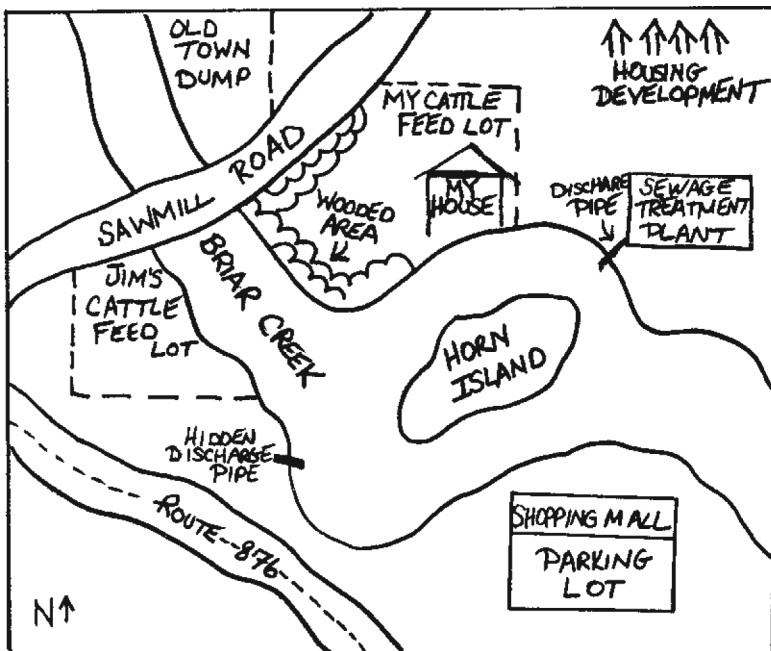 OLD
TOWN
DUMP
HOUSING
DEVELOPMENT
MY CATTLE
FEED LOT
SAWMILL ROAD
WOODED
AREA
MY
HOUSE
DISCHARE
PIPE
SEWAGE
TREATMENT
PLANT
JIM'S
CATTLE
FEED
LOT
BRIAR CREEK
HORN
ISLAND
HIDDEN
DISCHARGE
PIPE
ROUTE 876
SHOPPING MALL
PARKING
LOT
N